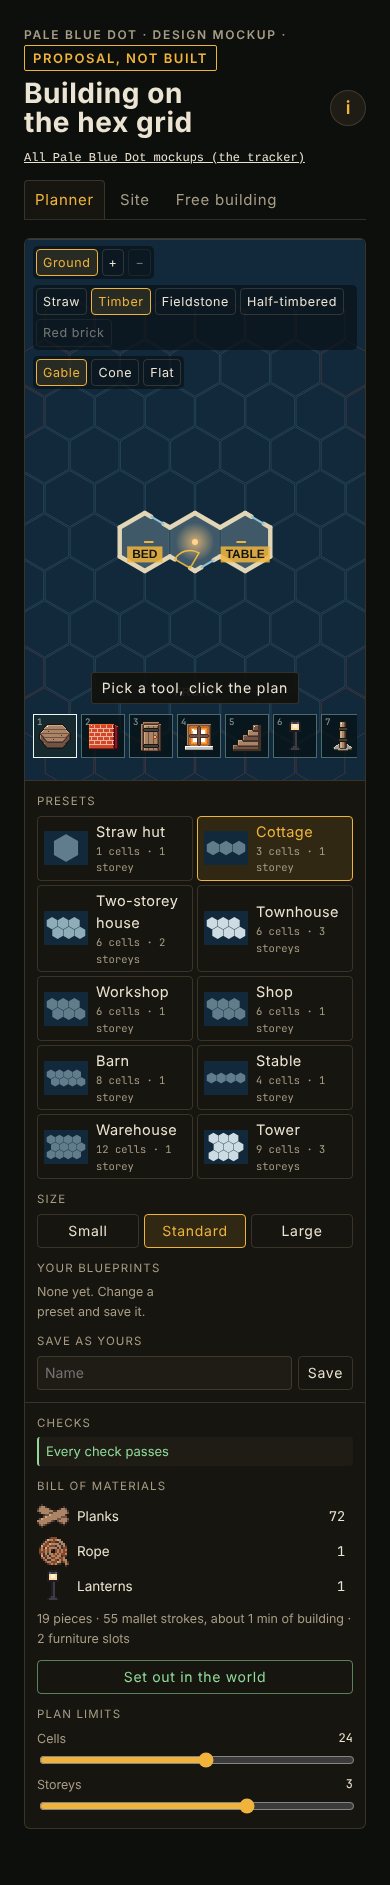 PALE BLUE DOT · DESIGN MOCKUP ·
PROPOSAL, NOT BUILT
Building on
the hex grid
i
All Pale Blue Dot mockups (the tracker)
Planner Site Free building
Ground + −
Straw Timber Fieldstone Half-timbered
Red brick
Gable Cone Flat
BED TABLE
Pick a tool, click the plan
1 2 3 4 5 6 7
PRESETS
Straw hut
1 cells · 1
storey
Cottage
3 cells · 1
storey
Two-storey
house
6 cells · 2
storeys
Townhouse
6 cells · 3
storeys
Workshop
6 cells · 1
storey
Shop
6 cells · 1
storey
Barn
8 cells · 1
storey
Stable
4 cells · 1
storey
Warehouse
12 cells · 1
storey
Tower
9 cells · 3
storeys
SIZE
Small Standard Large
YOUR BLUEPRINTS
None yet. Change a
preset and save it.
SAVE AS YOURS
Name Save
CHECKS
Every check passes
BILL OF MATERIALS
Planks 72
Rope 1
Lanterns 1
19 pieces · 55 mallet strokes, about 1 min of building ·
2 furniture slots
Set out in the world
PLAN LIMITS
Cells 24
Storeys 3